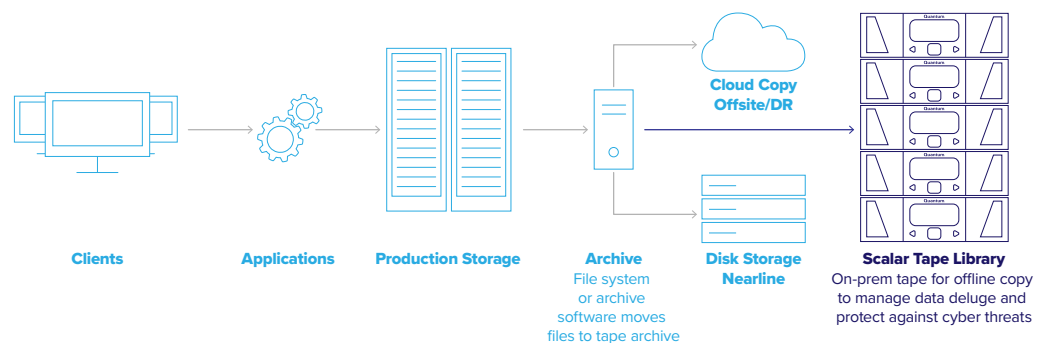 Quantum
Quantum
Quantum
Quantum
Quantum
Cloud Copy
Offsite/DR
Clients
Applications
Production Storage
Archive
File system
or archive
software moves
files to tape archive
Disk Storage
Nearline
Scalar Tape Library
On-prem tape for offline copy
to manage data deluge and
protect against cyber threats